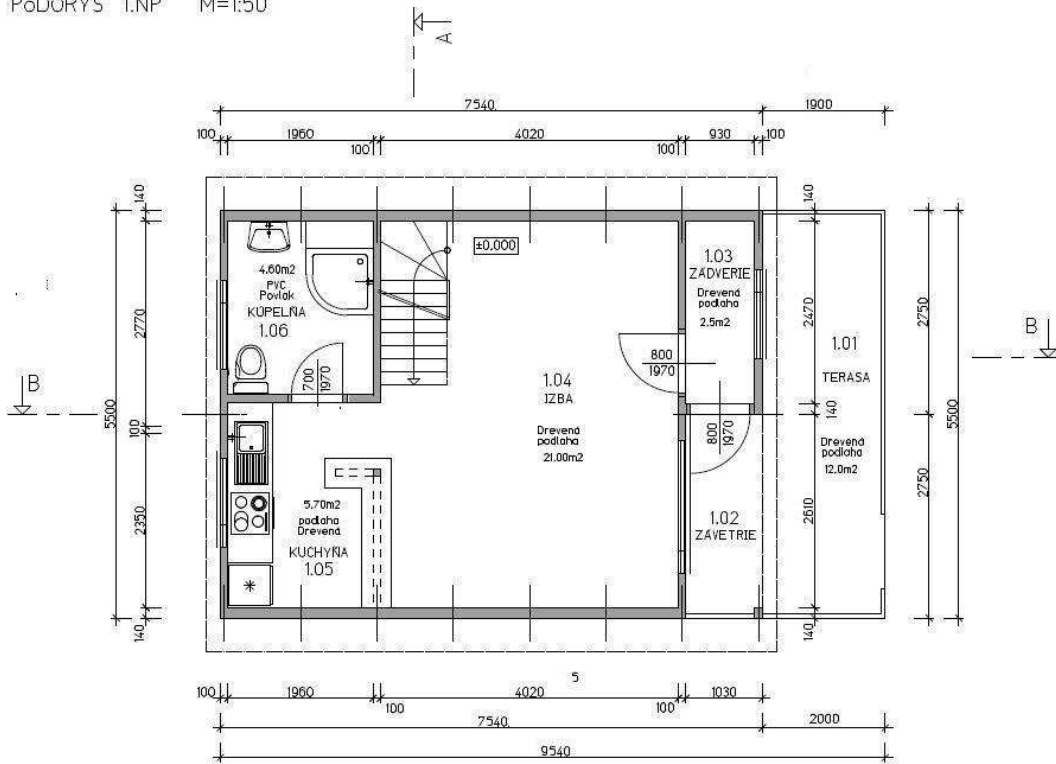 PôDORYS 1.NP M=1:50
A
7540
1900
100
1960
100
4020
100
930
100
140
140
±0,000
4.60m2
PVC
Povlak
KÚPEĽŇA
1.06
1.03
ZÁDVERIE
Drevená
podlaha
2.5m2
2770
2470
2750
1.01
TERASA
B
B
700
1970
800
1970
1.04
IZBA
Drevená
podlaha
21.00m2
5500
100
140
800
1970
Drevená
podlaha
12.0m2
5500
2350
5.70m2
podlaha
Drevená
KUCHYŇA
1.05
1.02
ZÁVETRIE
2610
2750
140
140
5
100
1960
100
4020
100
1030
7540
2000
9540